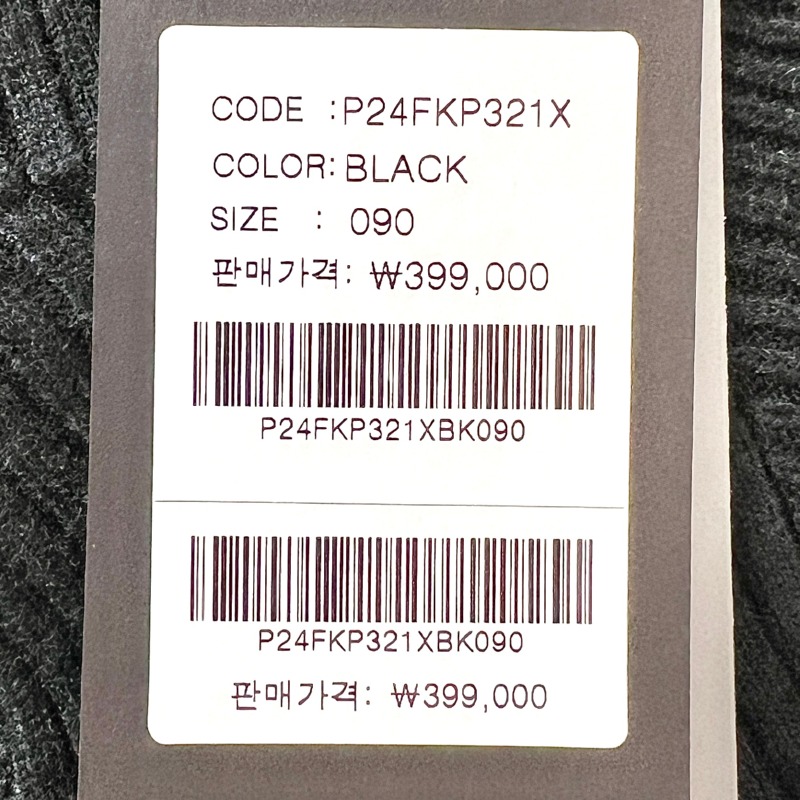 CODE :P24FKP321X
COLOR: BLACK
SIZE : 090
판매가격: ₩399,000
P24FKP321XBK090
P24FKP321XBK090
판매가격: ₩399,000